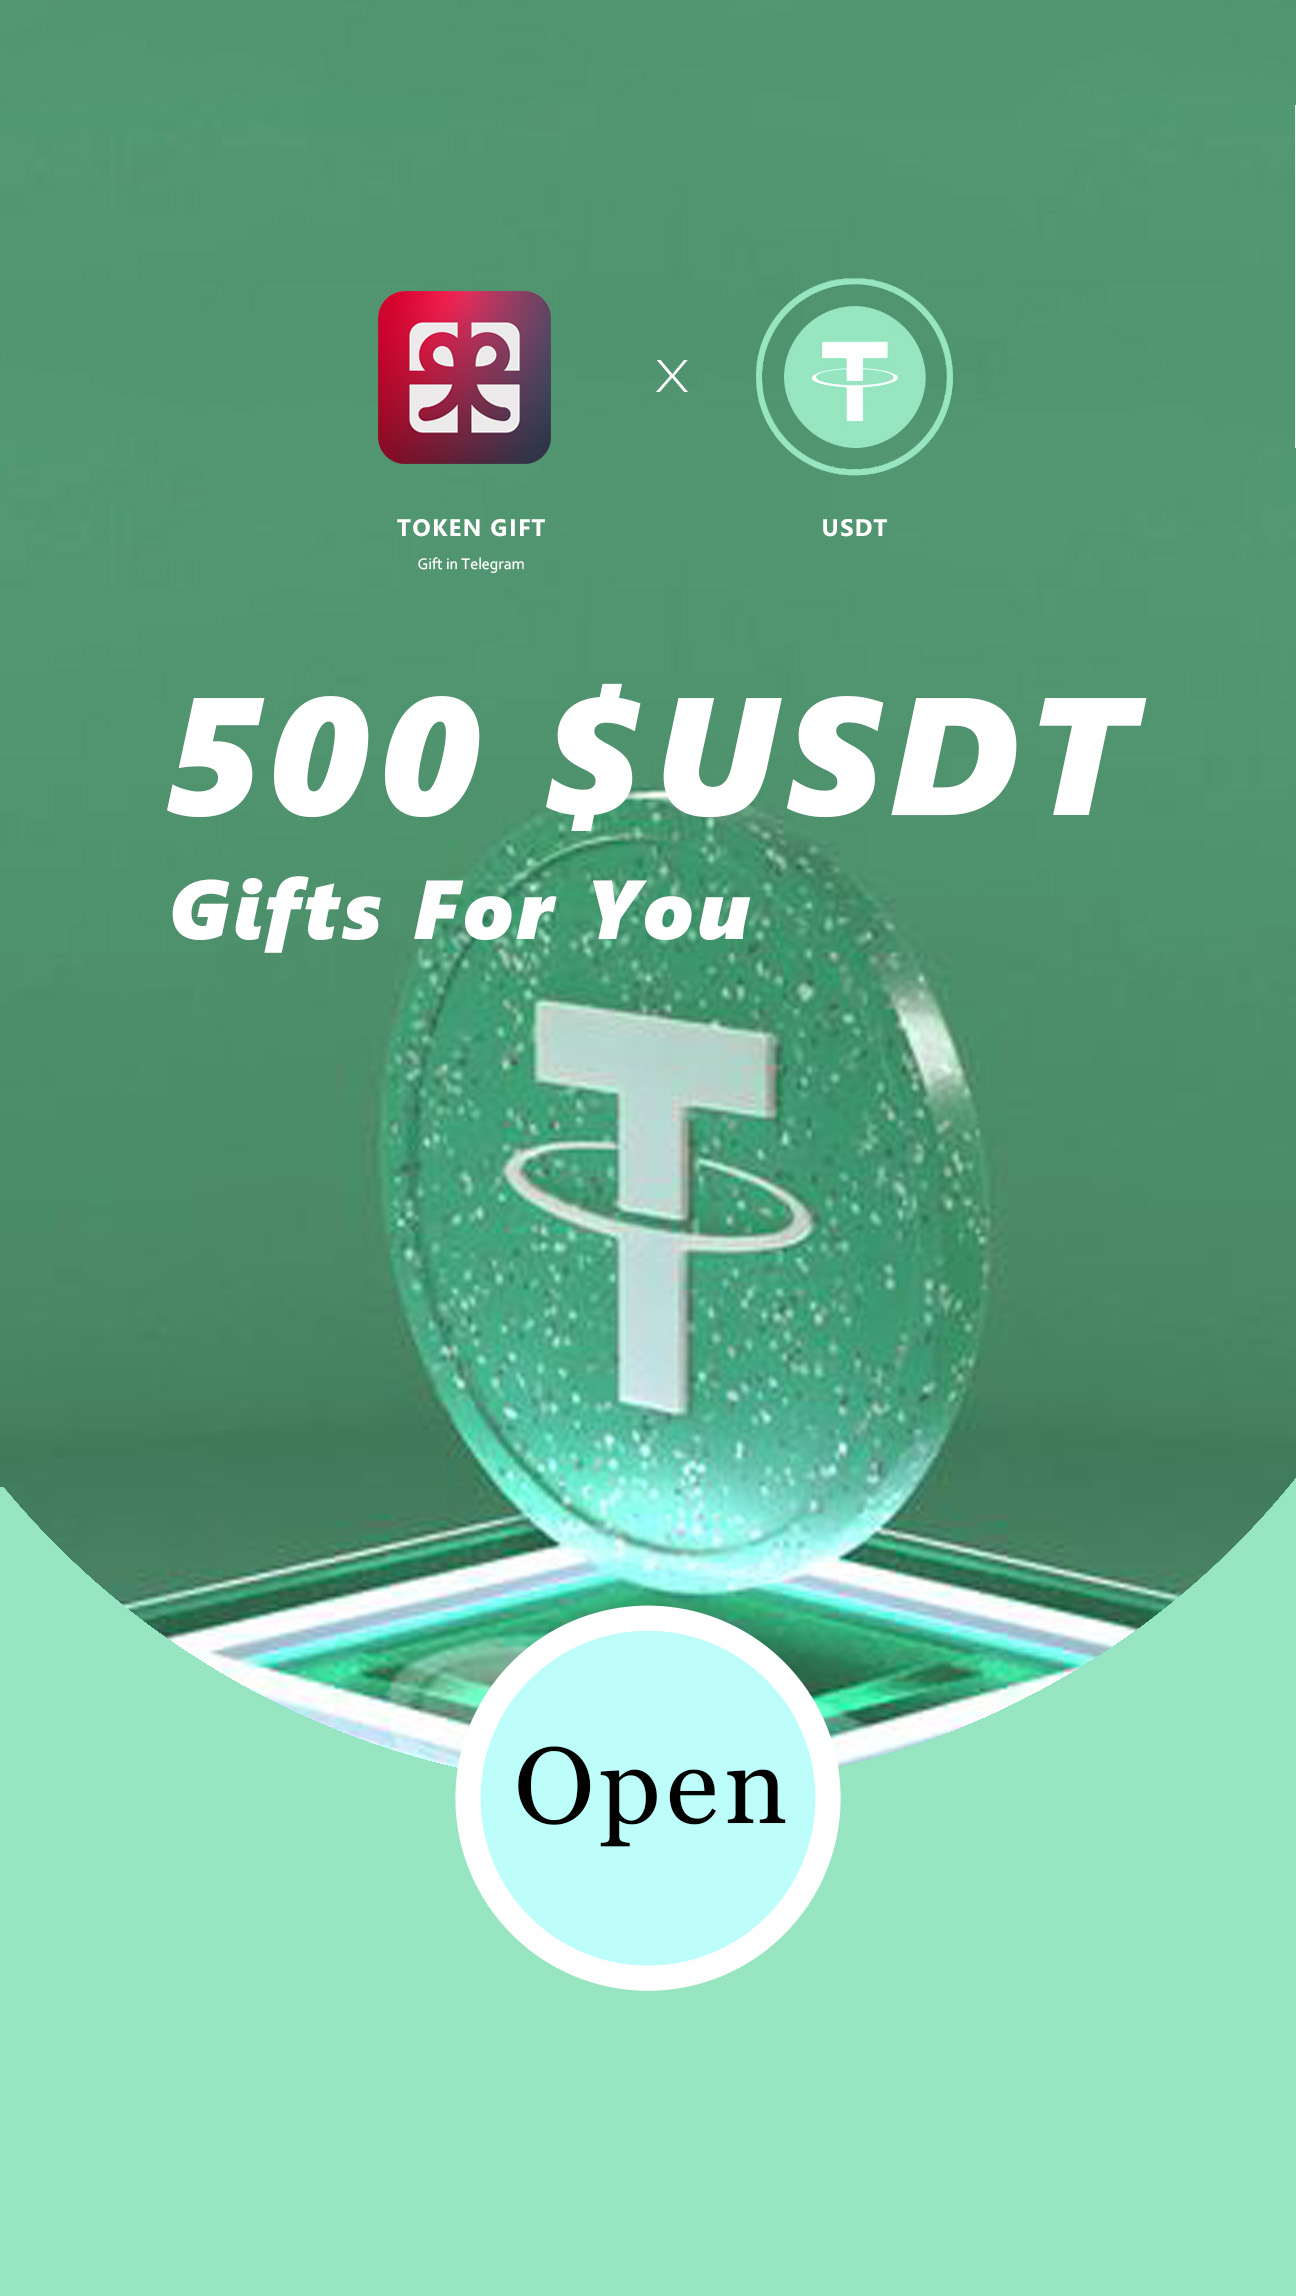 TOKEN GIFT
Gift in Telegram
X
USDT
500 $USDT
Gifts For You
Open